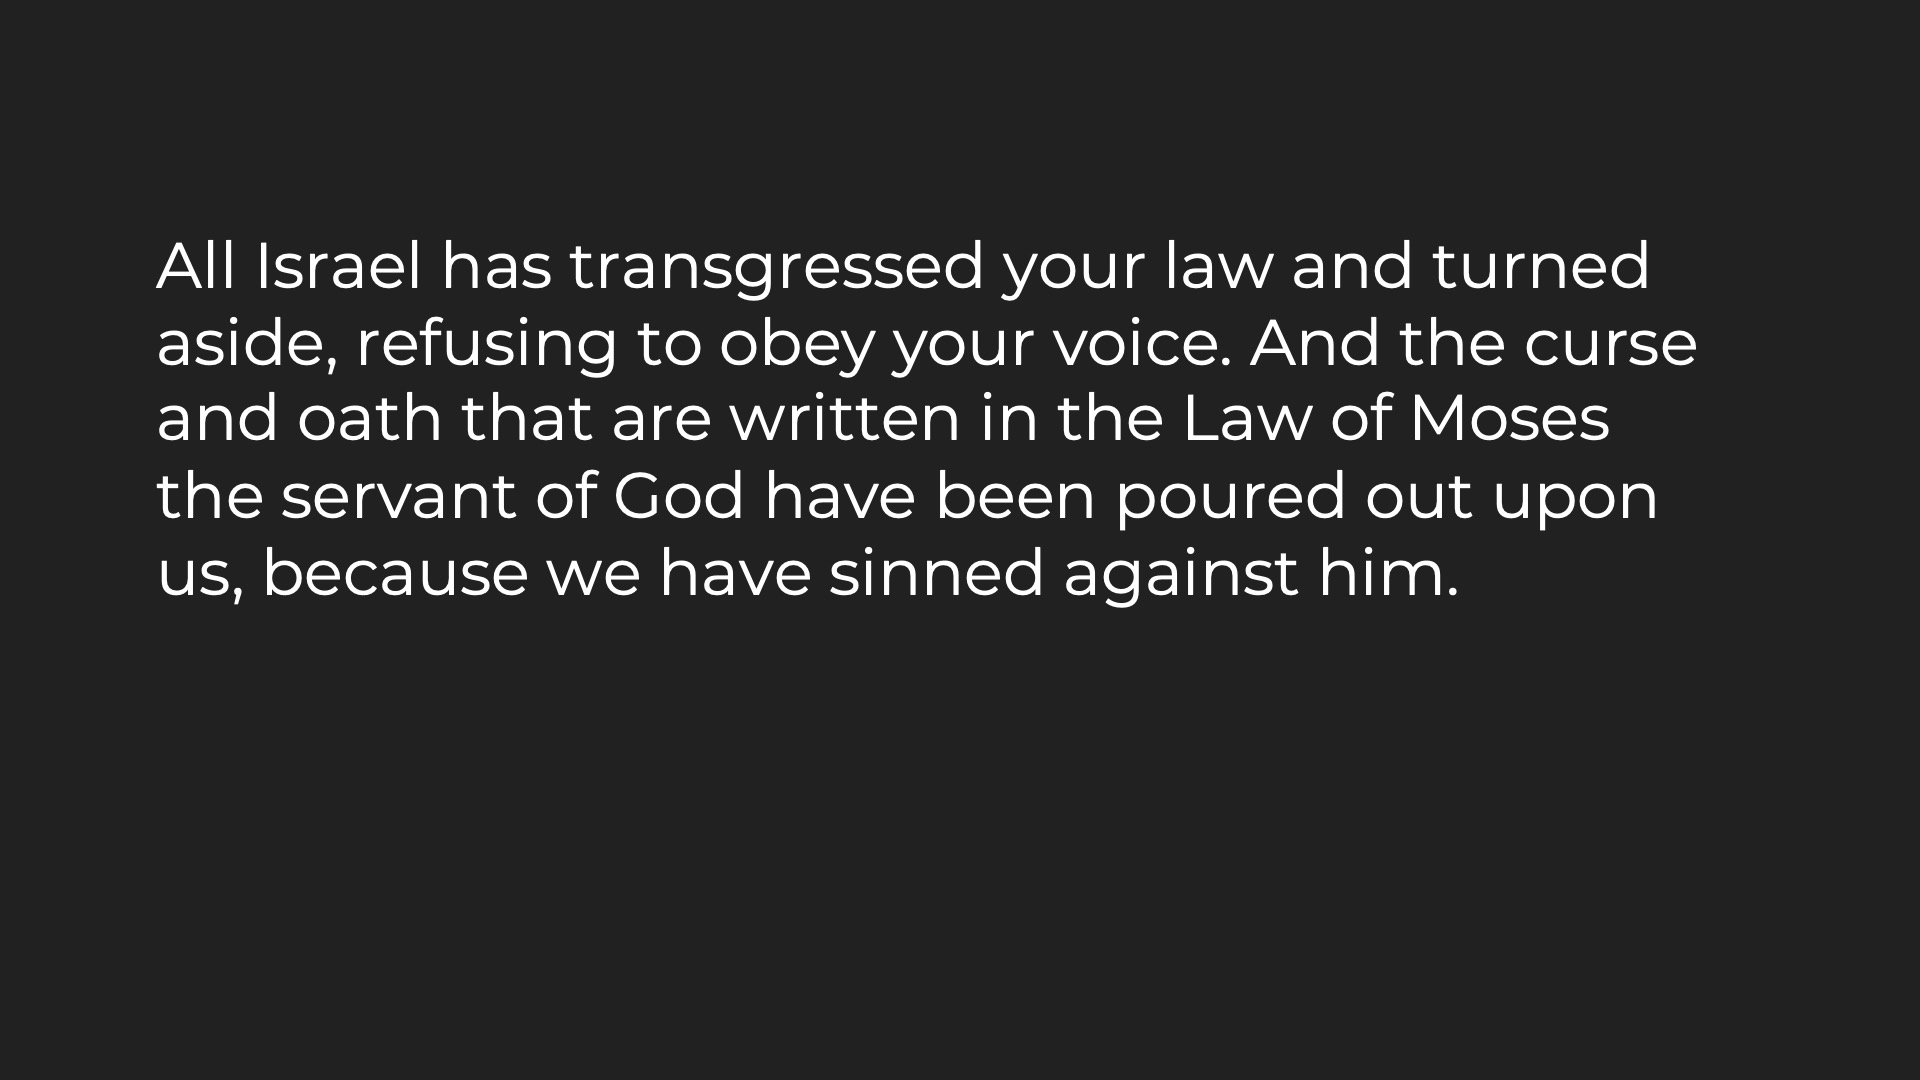 All Israel has transgressed your law and turned
aside, refusing to obey your voice. And the curse
and oath that are written in the Law of Moses
the servant of God have been poured out upon
us, because we have sinned against him.